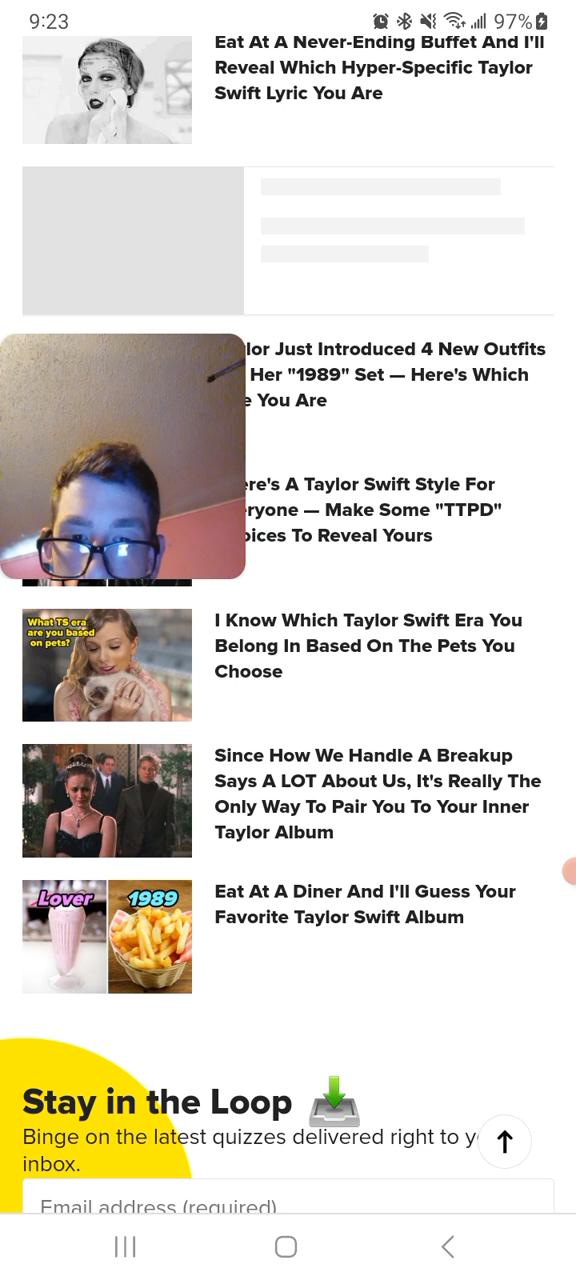 9:23
97%
Eat At A Never-Ending Buffet And I'll
Reveal Which Hyper-Specific Taylor
Swift Lyric You Are
lor Just Introduced 4 New Outfits
Her "1989" Set — Here's Which
e You Are
ere's A Taylor Swift Style For
ryone — Make Some "TTPD"
oices To Reveal Yours
What TS era
are you based
on pets?
I Know Which Taylor Swift Era You
Belong In Based On The Pets You
Choose
Since How We Handle A Breakup
Says A LOT About Us, It's Really The
Only Way To Pair You To Your Inner
Taylor Album
Lover
1989
Eat At A Diner And I'll Guess Your
Favorite Taylor Swift Album
Stay in the Loop
Binge on the latest quizzes delivered right to y
inbox.
Email address (required)